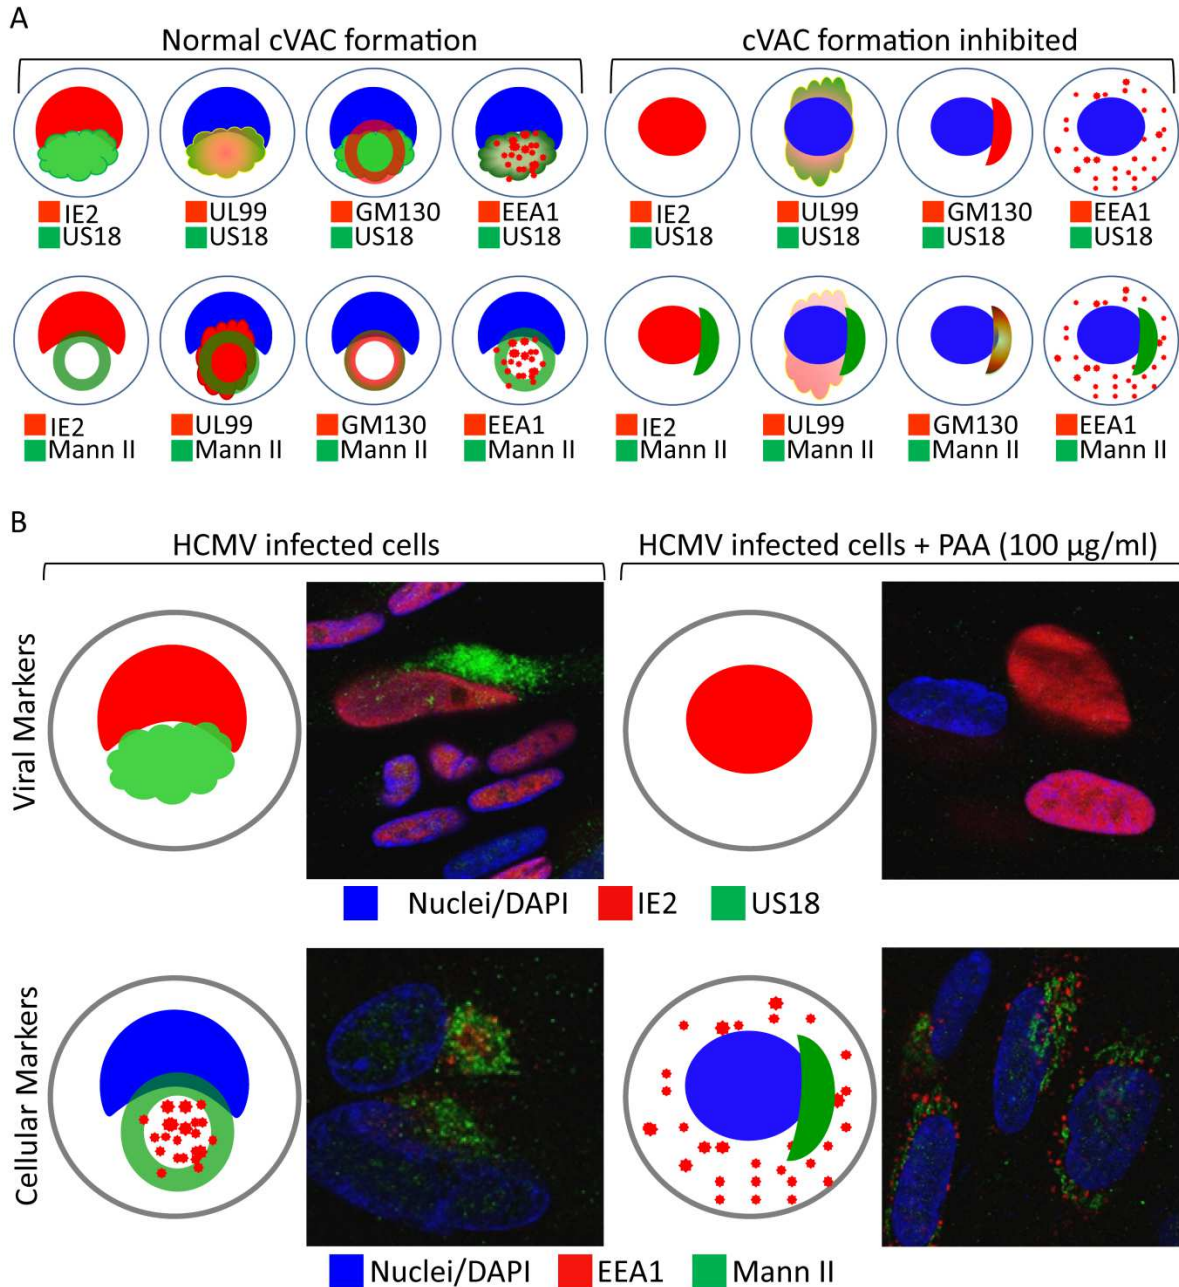 A
Normal cVAC formation
cVAC formation inhibited
IE2
US18
UL99
US18
GM130
US18
EEA1
US18
IE2
US18
UL99
US18
GM130
US18
EEA1
US18
IE2
Mann II
UL99
Mann II
GM130
Mann II
EEA1
Mann II
IE2
Mann II
UL99
Mann II
GM130
Mann II
EEA1
Mann II
B
HCMV infected cells
HCMV infected cells + PAA (100 µg/ml)
Viral Markers
Nuclei/DAPI IE2 US18
Cellular Markers
Nuclei/DAPI EEA1 Mann II